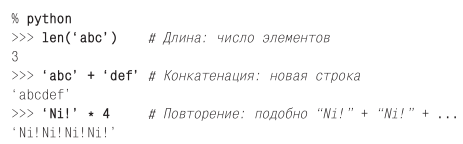 % python
>>> len(‘abc’) # Длина: число элементов
3
>>> ‘abc’ + ‘def’ # Конкатенация: новая строка
‘abcdef’
>>> ‘Ni!’ * 4 # Повторение: подобно “Ni!” + “Ni!” + ...
‘Ni!Ni!Ni!Ni!’